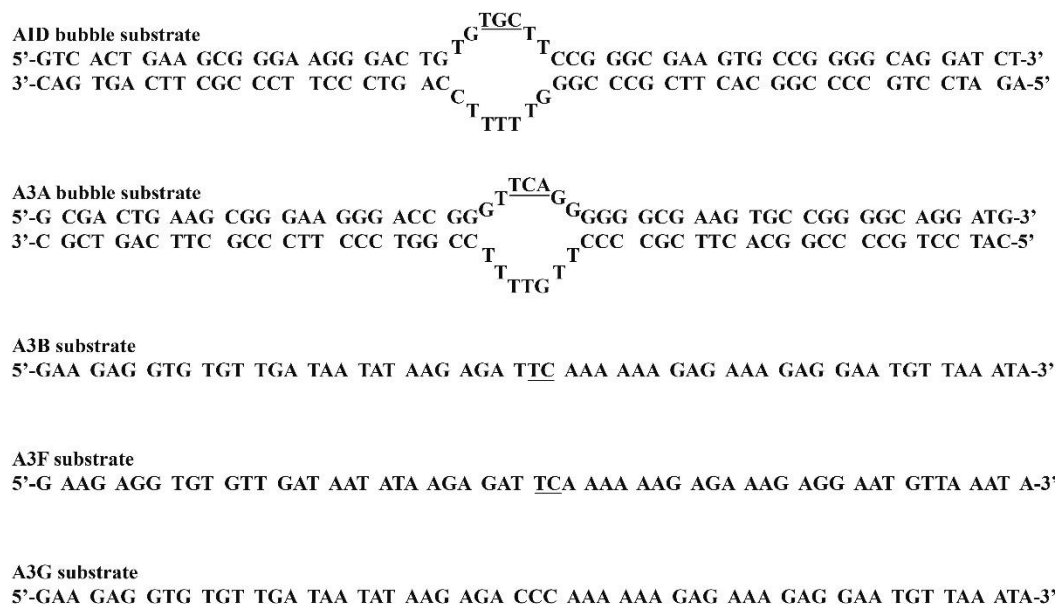 AID bubble substrate
5’-GTC ACT GAA GCG GGA AGG GAC TG T G TGC T T CCG GGC GAA GTG CCG GGG CAG GAT CT-3’
3’-CAG TGA CTT CGC CCT TCC CTG AC C T TTT T G GGC CCG CTT CAC GGC CCC GTC CTA GA-5’
A3A bubble substrate
5’-G CGA CTG AAG CGG GAA GGG ACC GG G T TCA G G GGG GCG AAG TGC CGG GGC AGG ATG-3’
3’-C GCT GAC TTC GCC CTT CCC TGG CC T T TTG T T CCC CGC TTC ACG GCC CCG TCC TAC-5’
A3B substrate
5’-GAA GAG GTG TGT TGA TAA TAT AAG AGA TTC AAA AAA GAG AAA GAG GAA TGT TAA ATA-3’
A3F substrate
5’-G AAG AGG TGT GTT GAT AAT ATA AGA GAT TCA AAA AAG AGA AAG AGG AAT GTTA AAT A-3’
A3G substrate
5’-GAA GAG GTG TGT TGA TAA TAT AAG AGA CCC AAA AAA GAG AAA GAG GAA TGT TAA ATA-3’